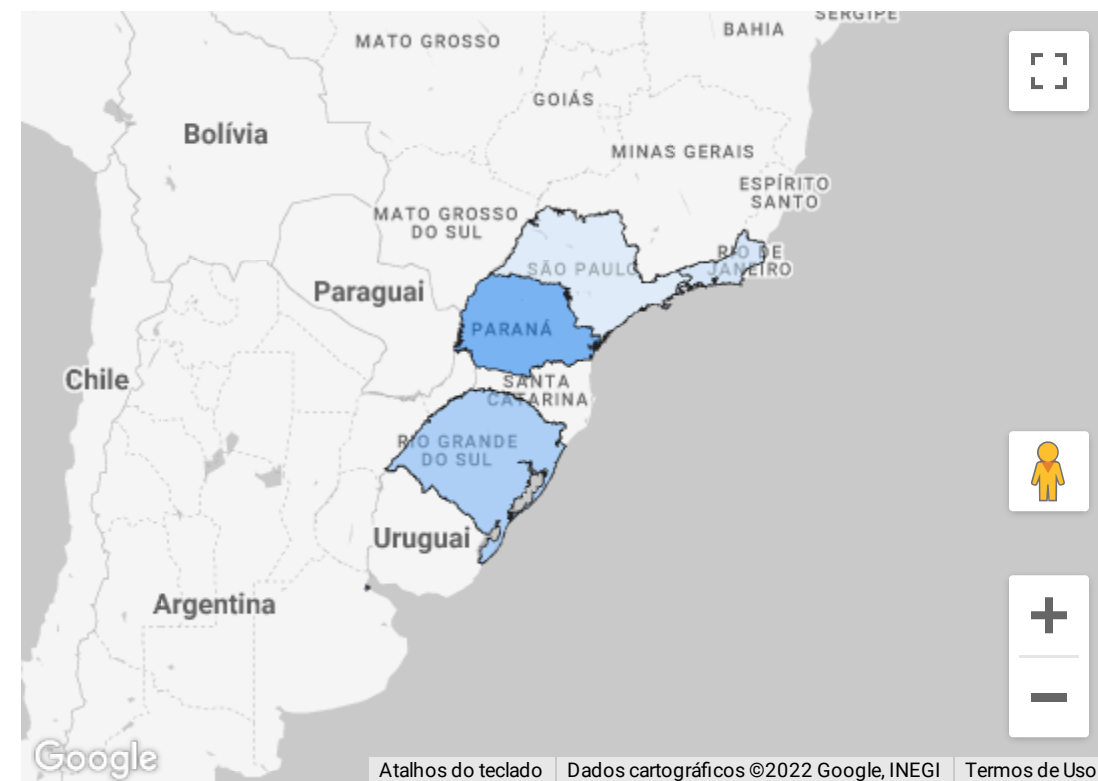 SERGIPE
BAHIA
MATO GROSSO
GOIÁS
Bolívia
MINAS GERAIS
ESPÍRITO
SANTO
MATO GROSSO
DO SUL
RIO DE
JANEIRO
SÃO PAULO
Paraguai
PARANÁ
Chile
SANTA
CATARINA
RIO GRANDE
DO SUL
Uruguai
Argentina
Google
Atalhos do teclado
Dados cartográficos ©2022 Google, INEGI
Termos de Uso